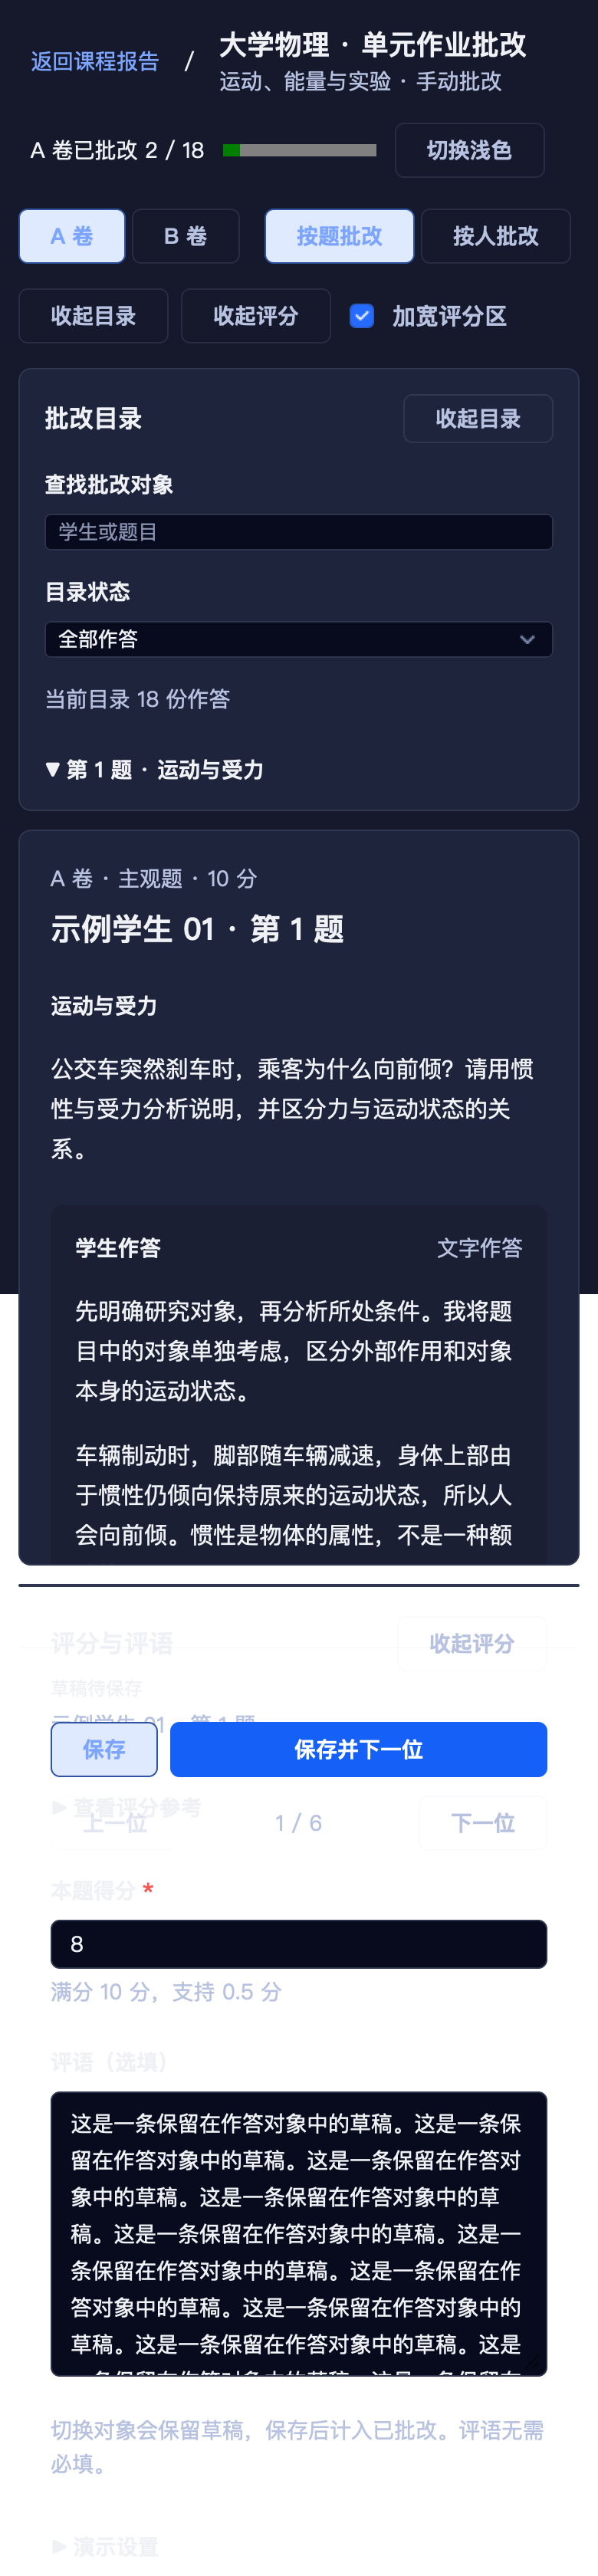 返回课程报告 / 大学物理 · 单元作业批改
运动、能量与实验 · 手动批改
A 卷已批改 2 / 18
切换浅色
A 卷 B 卷 按题批改 按人批改
收起目录 收起评分 加宽评分区
批改目录 收起目录
查找批改对象
学生或题目
目录状态
全部作答
当前目录 18 份作答
▼ 第 1 题 · 运动与受力
A 卷 · 主观题 · 10 分
示例学生 01 · 第 1 题
运动与受力
公交车突然刹车时，乘客为什么向前倾？请用惯
性与受力分析说明，并区分力与运动状态的关
系。
学生作答 文字作答
先明确研究对象，再分析所处条件。我将题
目中的对象单独考虑，区分外部作用和对象
本身的运动状态。
车辆制动时，脚部随车辆减速，身体上部由
于惯性仍倾向保持原来的运动状态，所以人
会向前倾。惯性是物体的属性，不是一种额
评分与评语 收起评分
草稿待保存
示例学生 01 · 第 1 题
保存 保存并下一位
▶ 查看评分参考
上一位 1 / 6 下一位
本题得分 *
8
满分 10 分，支持 0.5 分
评语（选填）
这是一条保留在作答对象中的草稿。这是一条保
留在作答对象中的草稿。这是一条保留在作答对
象中的草稿。这是一条保留在作答对象中的草
稿。这是一条保留在作答对象中的草稿。这是一
条保留在作答对象中的草稿。这是一条保留在作
答对象中的草稿。这是一条保留在作答对象中的
草稿。这是一条保留在作答对象中的草稿。这是
切换对象会保留草稿，保存后计入已批改。评语无需
必填。
▶ 演示设置